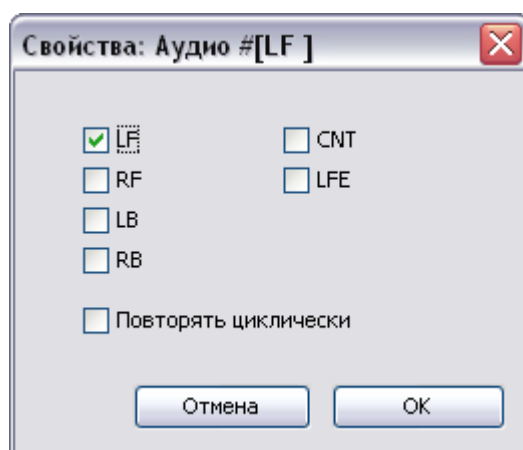 Свойства: Аудио #[LF ]
LF CNT
RF LFE
LB
RB
Повторять циклически
Отмена OK